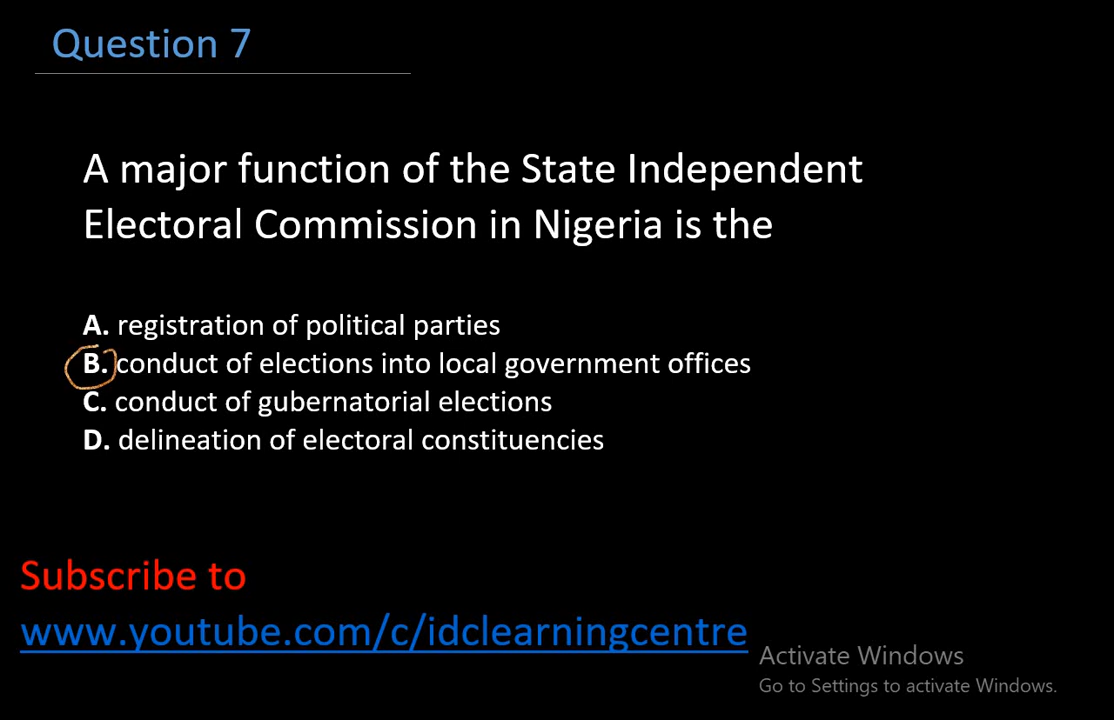 Question 7
A major function of the State Independent
Electoral Commission in Nigeria is the
A. registration of political parties
B. conduct of elections into local government offices
C. conduct of gubernatorial elections
D. delineation of electoral constituencies
Subscribe to
www.youtube.com/c/idclearningcentre
Activate Windows
Go to Settings to activate Windows.